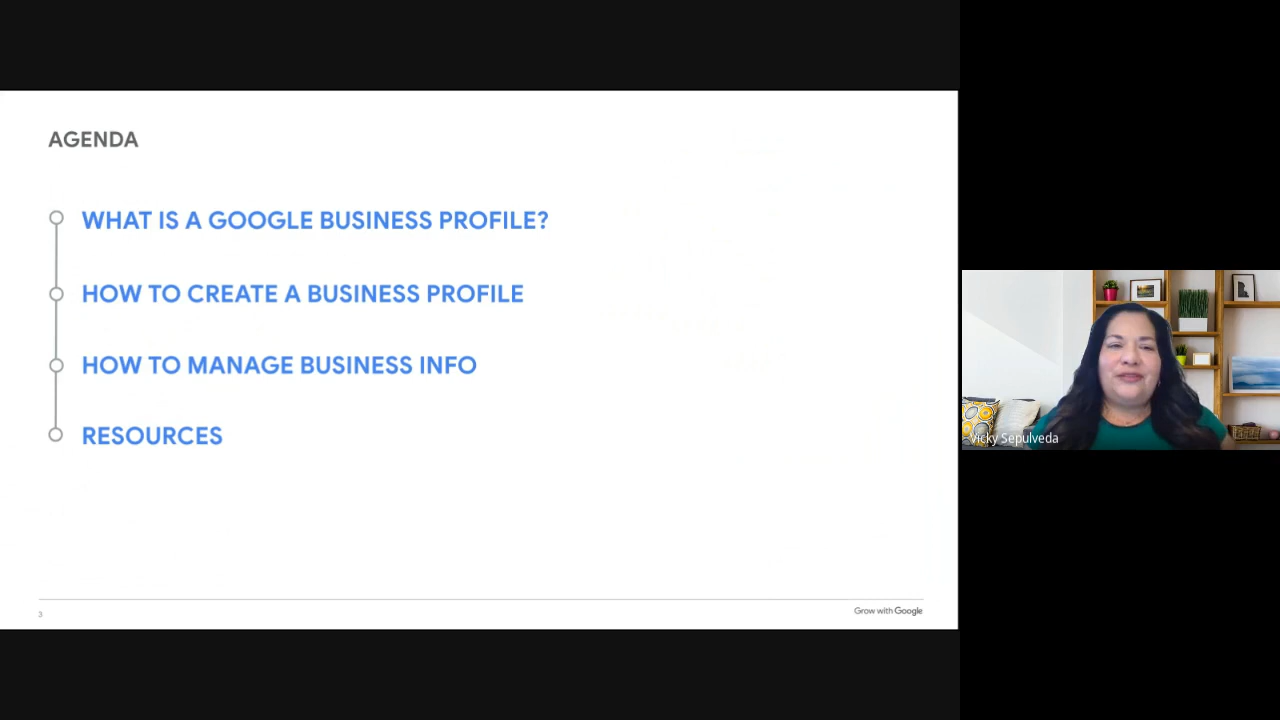 AGENDA
WHAT IS A GOOGLE BUSINESS PROFILE?
HOW TO CREATE A BUSINESS PROFILE
HOW TO MANAGE BUSINESS INFO
RESOURCES
3
Grow with Google
Vicky Sepulveda